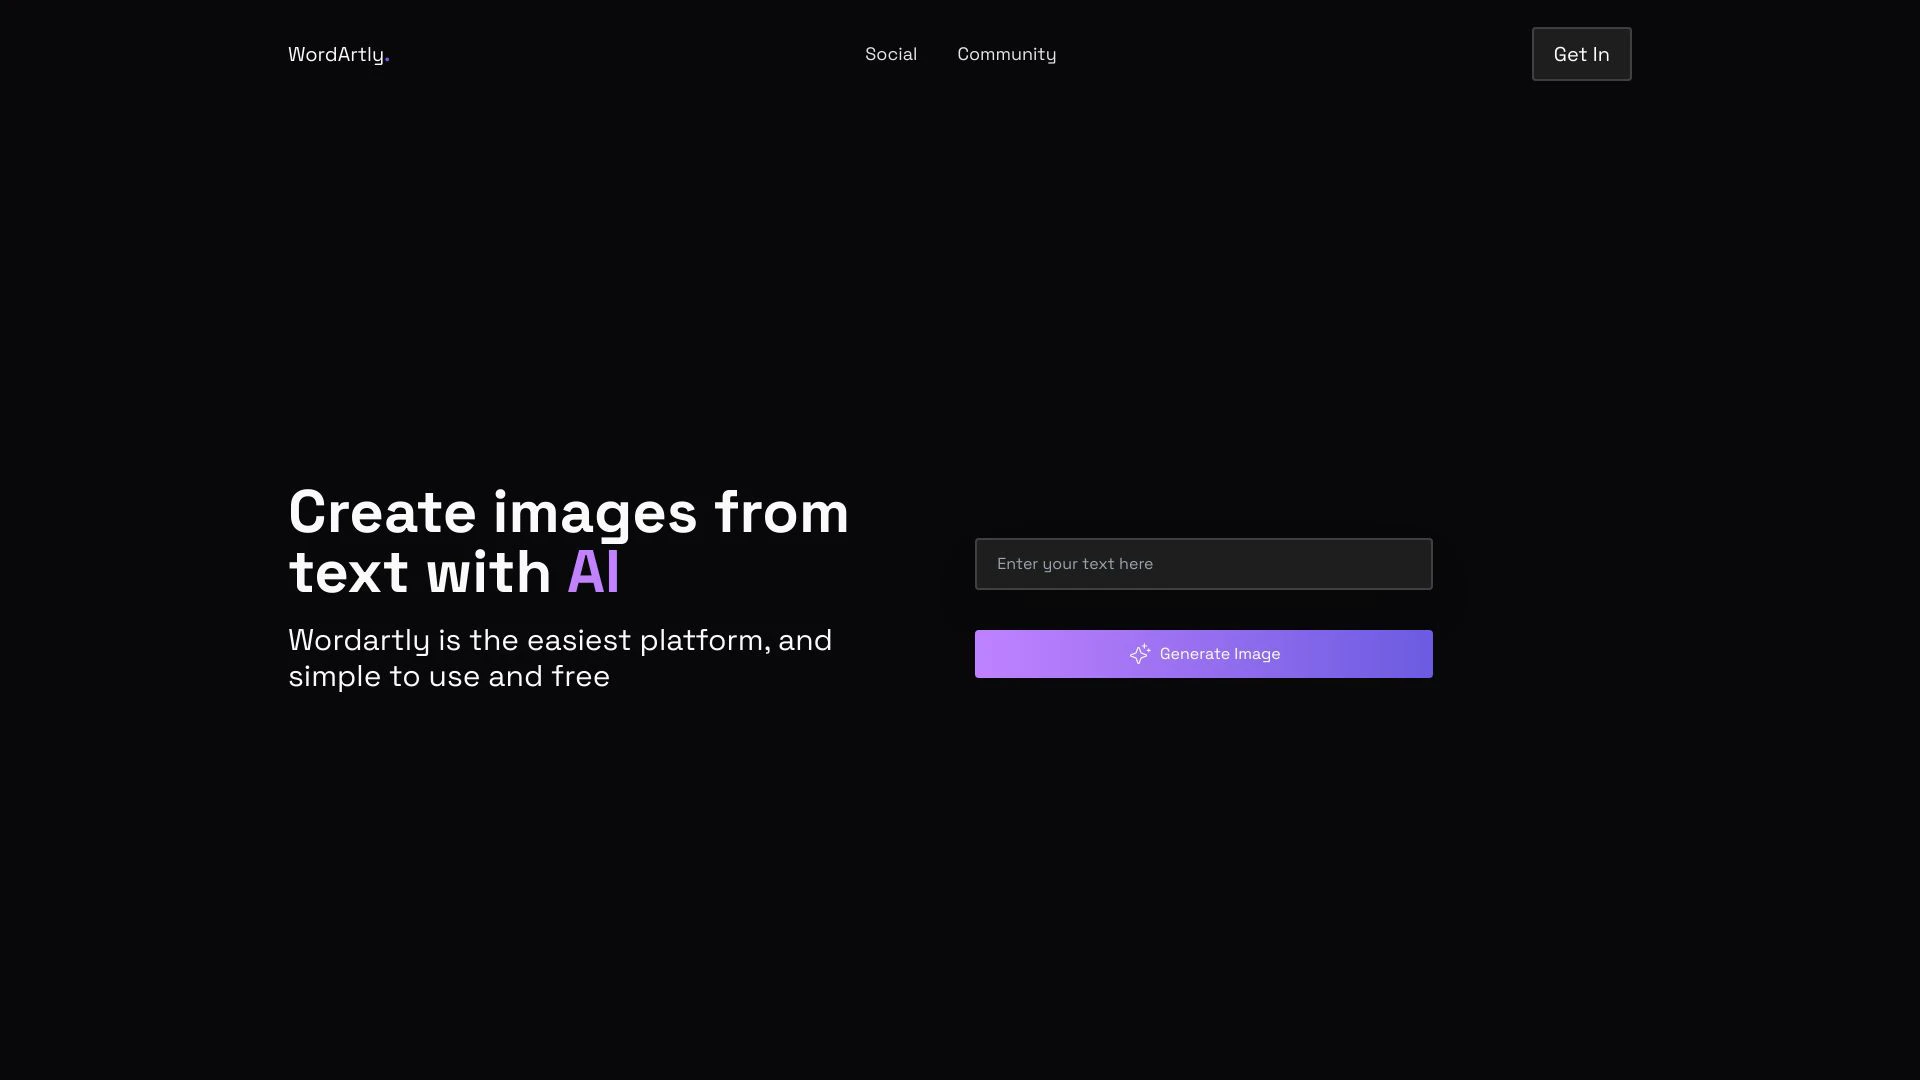 WordArtly.
Social
Community
Get In
Create images from
text with AI
Wordartly is the easiest platform, and
simple to use and free
Enter your text here
Generate Image